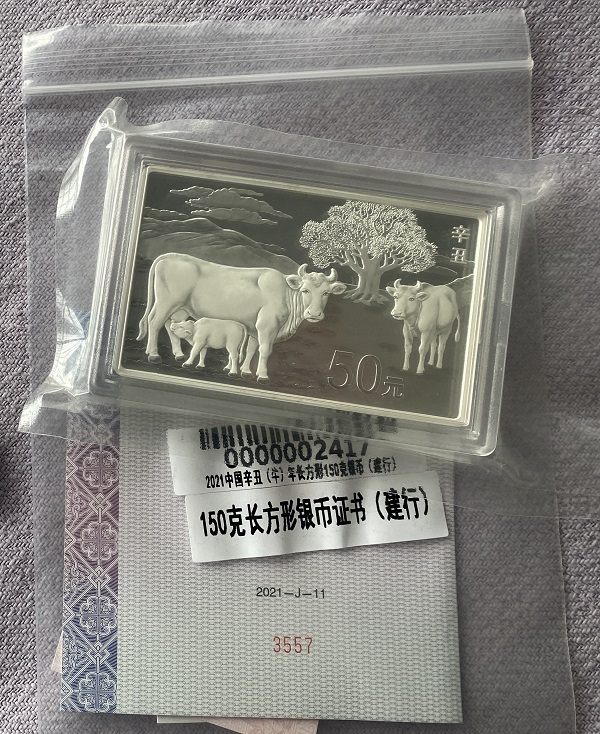 辛丑
50元
0000002417
2021中国辛丑（牛）年长方形150克银币（建行）
150克长方形银币证书（建行）
2021-J-11
3557